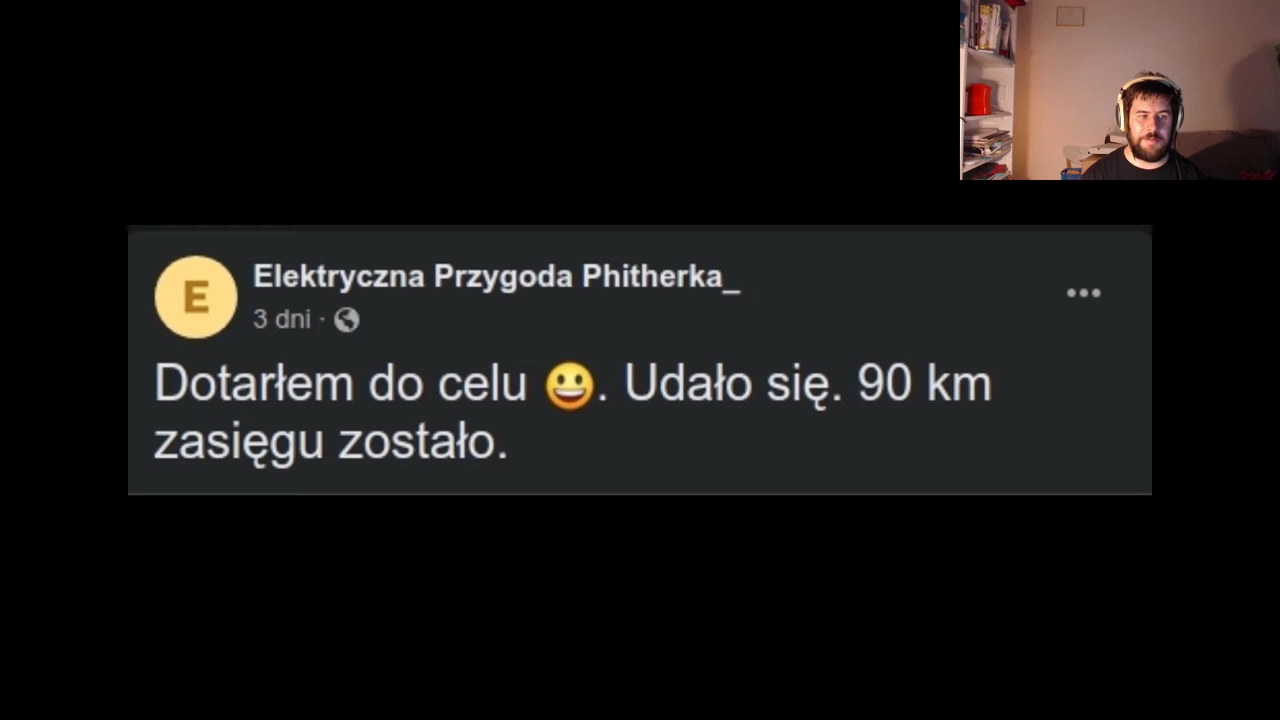 E
Elektryczna Przygoda Phitherka_
3 dni ·
Dotarłem do celu 😀. Udało się. 90 km
zasięgu zostało.